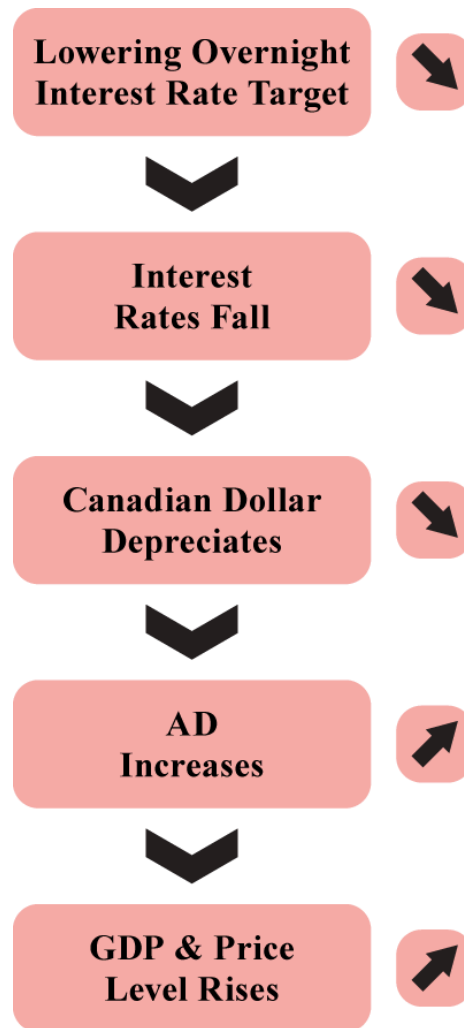 Lowering Overnight
Interest Rate Target
Interest
Rates Fall
Canadian Dollar
Depreciates
AD
Increases
GDP & Price
Level Rises